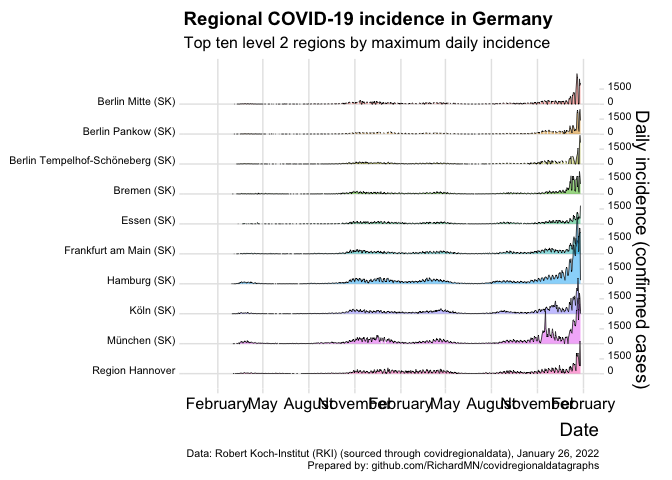 Regional COVID-19 incidence in Germany
Top ten level 2 regions by maximum daily incidence
Berlin Mitte (SK)
1500
0
Berlin Pankow (SK)
1500
0
Berlin Tempelhof-Schöneberg (SK)
1500
0
Bremen (SK)
1500
0
Essen (SK)
1500
0
Frankfurt am Main (SK)
1500
0
Hamburg (SK)
1500
0
Köln (SK)
1500
0
München (SK)
1500
0
Region Hannover
1500
0
Daily incidence (confirmed cases)
February May August November February May August November February
Date
Data: Robert Koch-Institut (RKI) (sourced through covidregionaldata), January 26, 2022
Prepared by: github.com/RichardMN/covidregionaldatagraphs